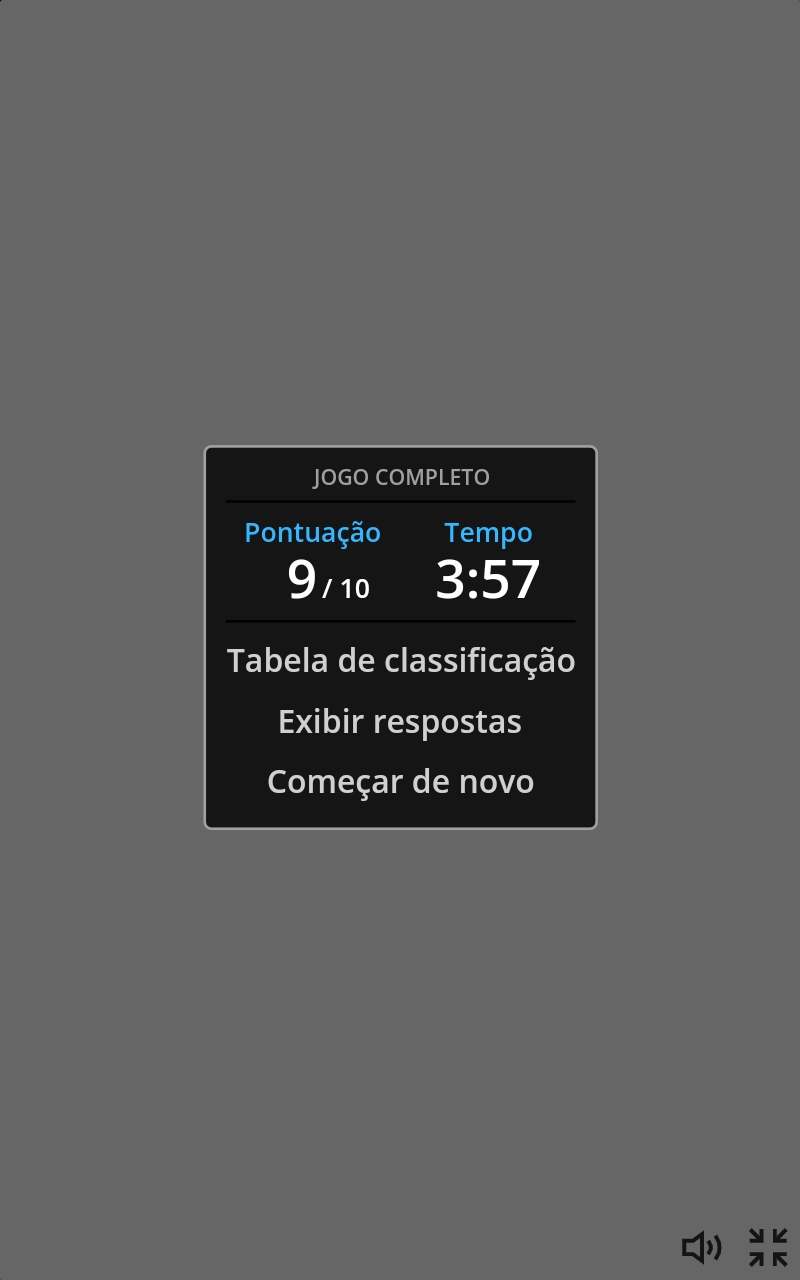 JOGO COMPLETO
Pontuação Tempo
9 / 10 3:57
Tabela de classificação
Exibir respostas
Começar de novo